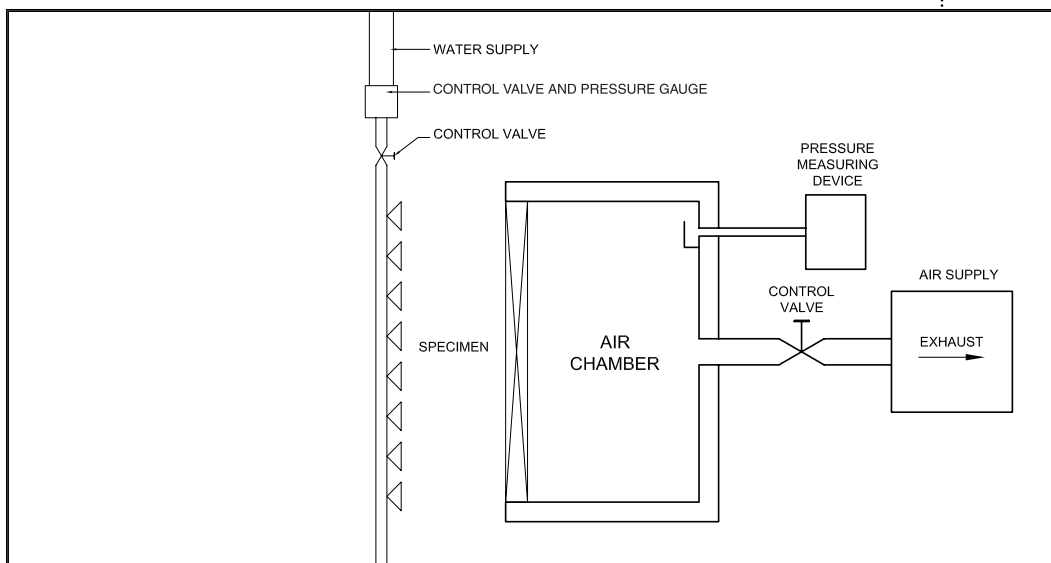 WATER SUPPLY
CONTROL VALVE AND PRESSURE GAUGE
CONTROL VALVE
PRESSURE
MEASURING
DEVICE
AIR SUPPLY
CONTROL
VALVE
EXHAUST
SPECIMEN
AIR
CHAMBER